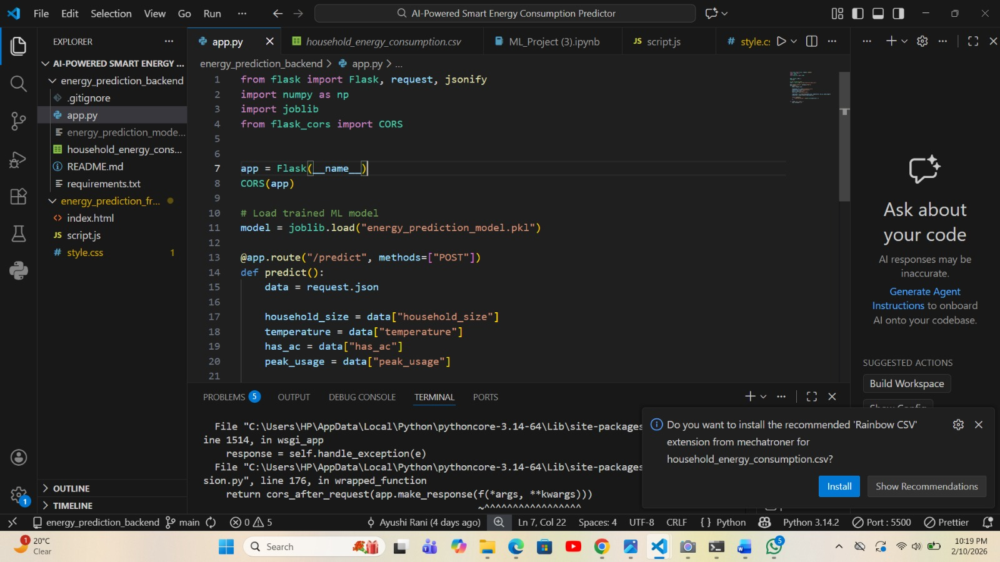 File Edit Selection View Go Run ···
AI-Powered Smart Energy Consumption Predictor
EXPLORER
AI-POWERED SMART ENERGY ...
energy_prediction_backend
.gitignore
app.py
energy_prediction_mode...
household_energy_cons...
README.md
requirements.txt
energy_prediction_fr...
index.html
JS script.js
# style.css 1
OUTLINE
TIMELINE
app.py
household_energy_consumption.csv
ML_Project (3).ipynb
JS script.js
# style.cs
energy_prediction_backend > app.py > ...
1 from flask import Flask, request, jsonify
2 import numpy as np
3 import joblib
4 from flask_cors import CORS
5
6
7 app = Flask(__name__)
8 CORS(app)
9
10 # Load trained ML model
11 model = joblib.load("energy_prediction_model.pkl")
12
13 @app.route("/predict", methods=["POST"])
14 def predict():
15 data = request.json
16
17 household_size = data["household_size"]
18 temperature = data["temperature"]
19 has_ac = data["has_ac"]
20 peak_usage = data["peak_usage"]
21
PROBLEMS 5 OUTPUT DEBUG CONSOLE TERMINAL PORTS
File "C:\Users\HP\AppData\Local\Python\pythoncore-3.14-64\Lib\site-packages
ine 1514, in wsgi_app
response = self.handle_exception(e)
File "C:\Users\HP\AppData\Local\Python\pythoncore-3.14-64\Lib\site-packages
sion.py", line 176, in wrapped_function
return cors_after_request(app.make_response(f(*args, **kwargs)))
~^^^^^^^^^^^^^^^^^
Ask about
your code
AI responses may be
inaccurate.
Generate Agent
Instructions to onboard
AI onto your codebase.
SUGGESTED ACTIONS
Build Workspace
Show Config
Do you want to install the recommended 'Rainbow CSV'
extension from mechatroner for
household_energy_consumption.csv?
Install Show Recommendations
1
energy_prediction_backend main 0 5 Ayushi Rani (4 days ago) Ln 7, Col 22 Spaces: 4 UTF-8 CRLF {} Python Python 3.14.2 Port : 5500 Prettier
1
20°C
Clear
Search
5
10:19 PM
2/10/2026